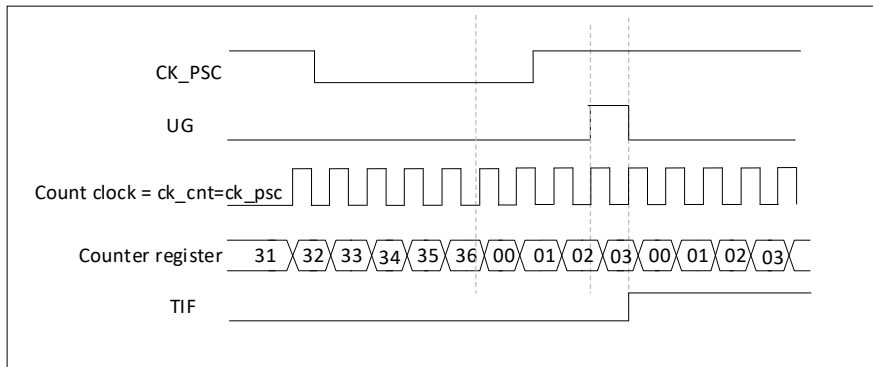 CK_PSC
UG
Count clock = ck_cnt=ck_psc
Counter register 31 32 33 34 35 36 00 01 02 03 00 01 02 03
TIF